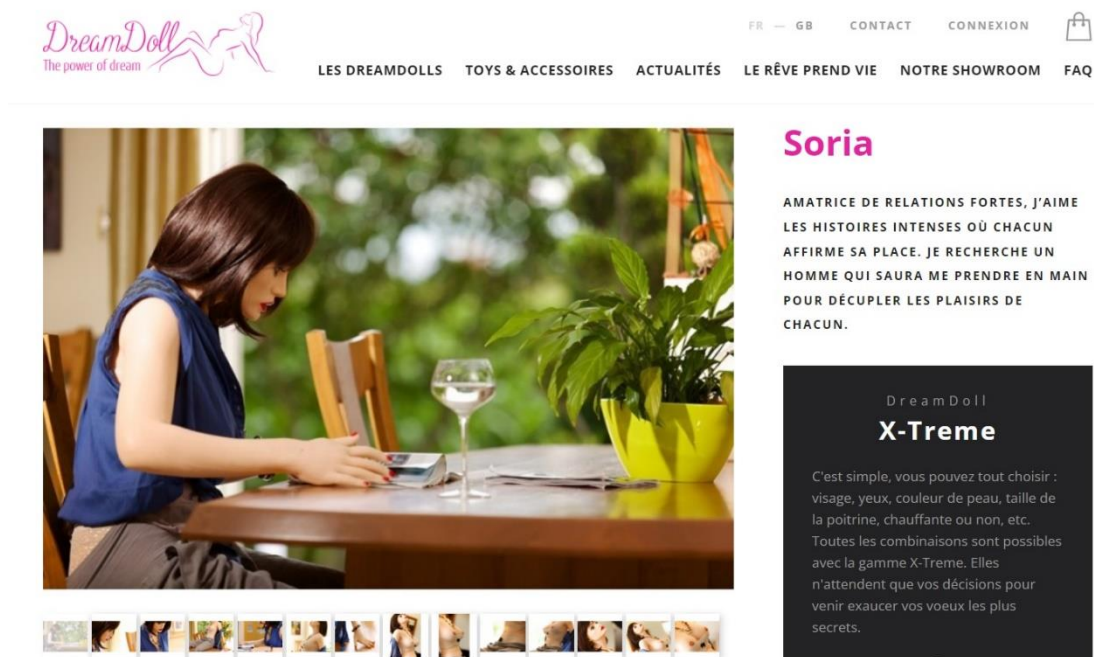 DreamDoll
The power of dream
FR — GB CONTACT CONNEXION
LES DREAMDOLLS TOYS & ACCESSOIRES ACTUALITÉS LE RÊVE PREND VIE NOTRE SHOWROOM FAQ
Soria
AMATRICE DE RELATIONS FORTES, J’AIME
LES HISTOIRES INTENSES OÙ CHACUN
AFFIRME SA PLACE. JE RECHERCHE UN
HOMME QUI SAURA ME PRENDRE EN MAIN
POUR DÉCUPLER LES PLAISIRS DE
CHACUN.
DreamDoll
X-Treme
C'est simple, vous pouvez tout choisir :
visage, yeux, couleur de peau, taille de
la poitrine, chauffante ou non, etc.
Toutes les combinaisons sont possibles
avec la gamme X-Treme. Elles
n'attendent que vos décisions pour
venir exaucer vos voeux les plus
secrets.